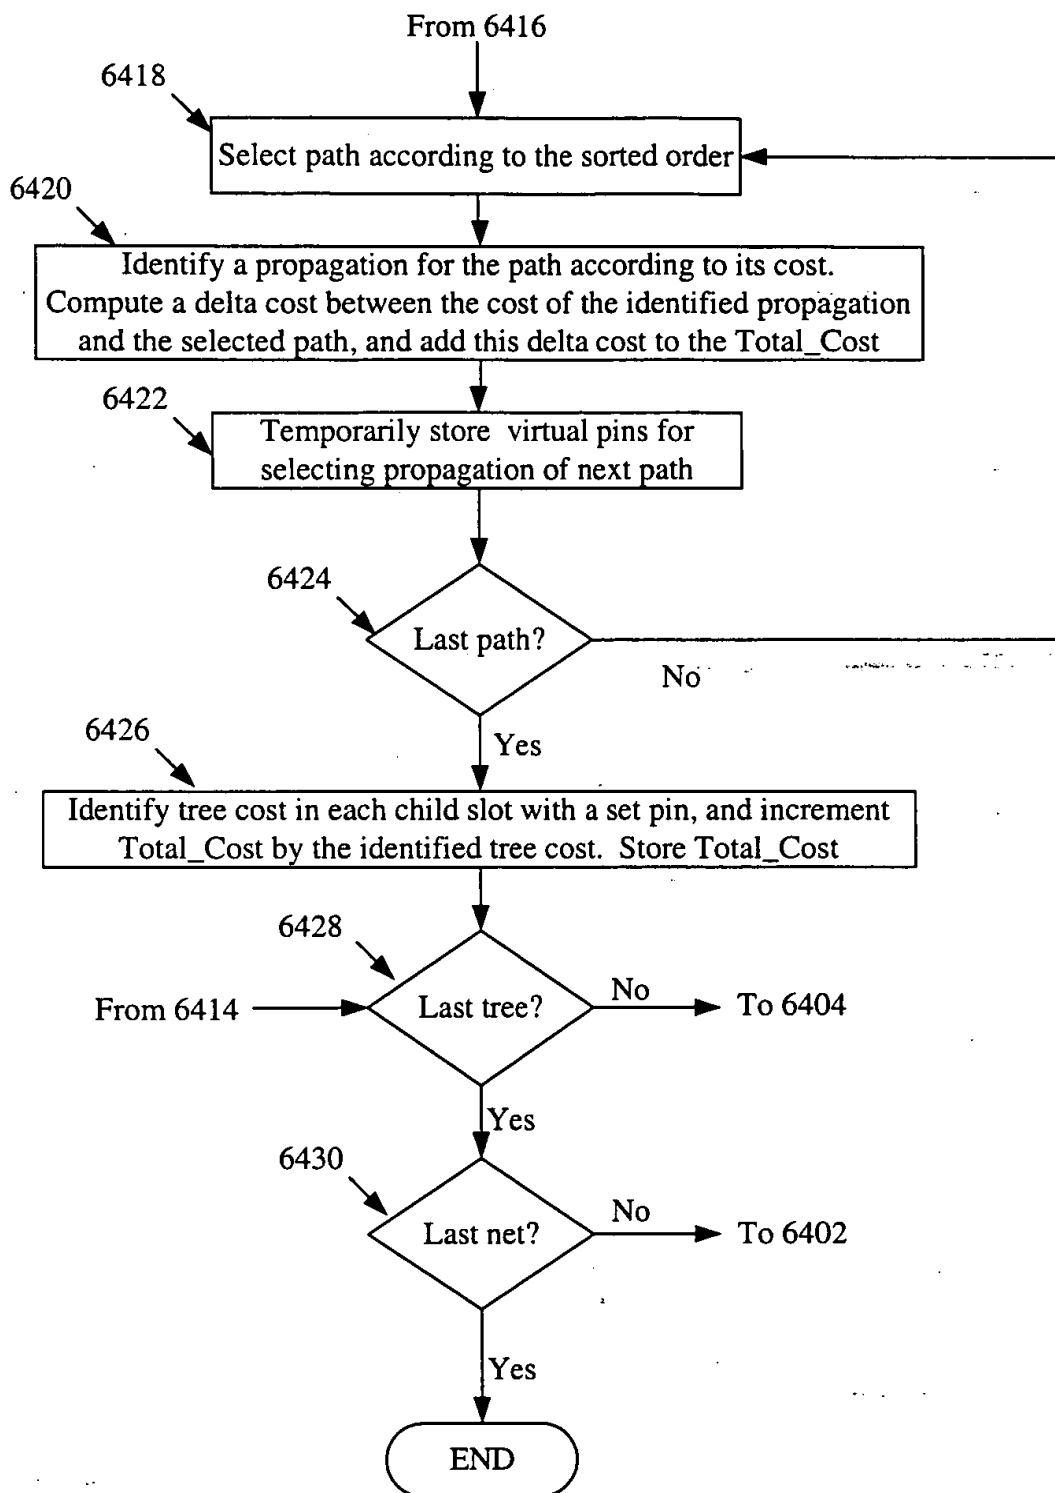 From 6416
6418
Select path according to the sorted order
6420
Identify a propagation for the path according to its cost.
Compute a delta cost between the cost of the identified propagation
and the selected path, and add this delta cost to the Total_Cost
6422
Temporarily store virtual pins for
selecting propagation of next path
6424
Last path?
No
Yes
6426
Identify tree cost in each child slot with a set pin, and increment
Total_Cost by the identified tree cost. Store Total_Cost
6428
From 6414
Last tree?
No
To 6404
Yes
6430
Last net?
No
To 6402
Yes
END